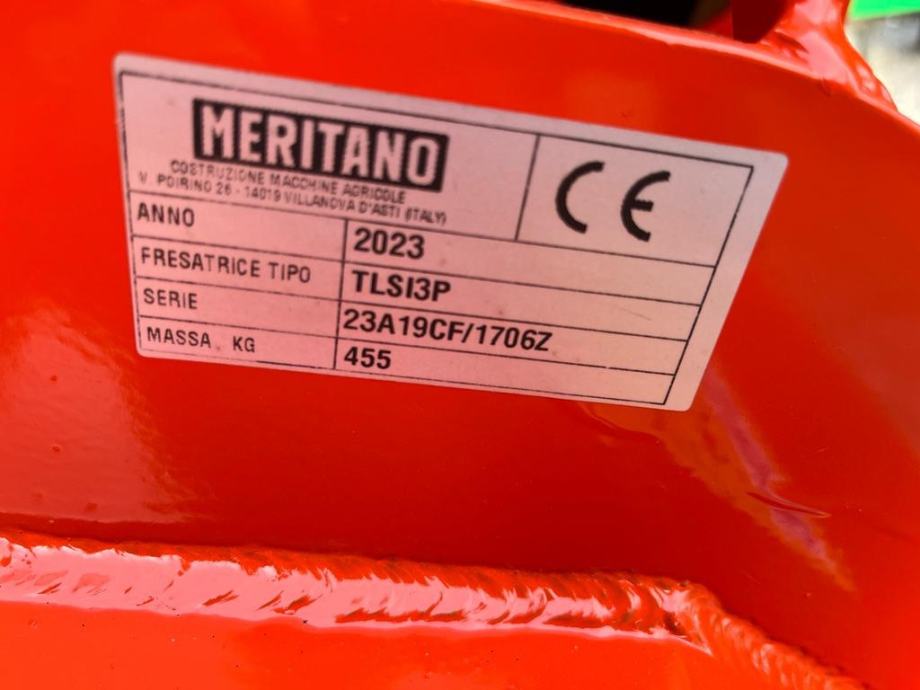 MERITANO
COSTRUZIONE MACCHINE AGRICOLE
V POIRINO 26 - 14019 VILLANOVA D'ASTI (ITALY)
CE
ANNO 2023
FRESATRICE TIPO TLSI3P
SERIE 23A19CF/1706Z
MASSA KG 455